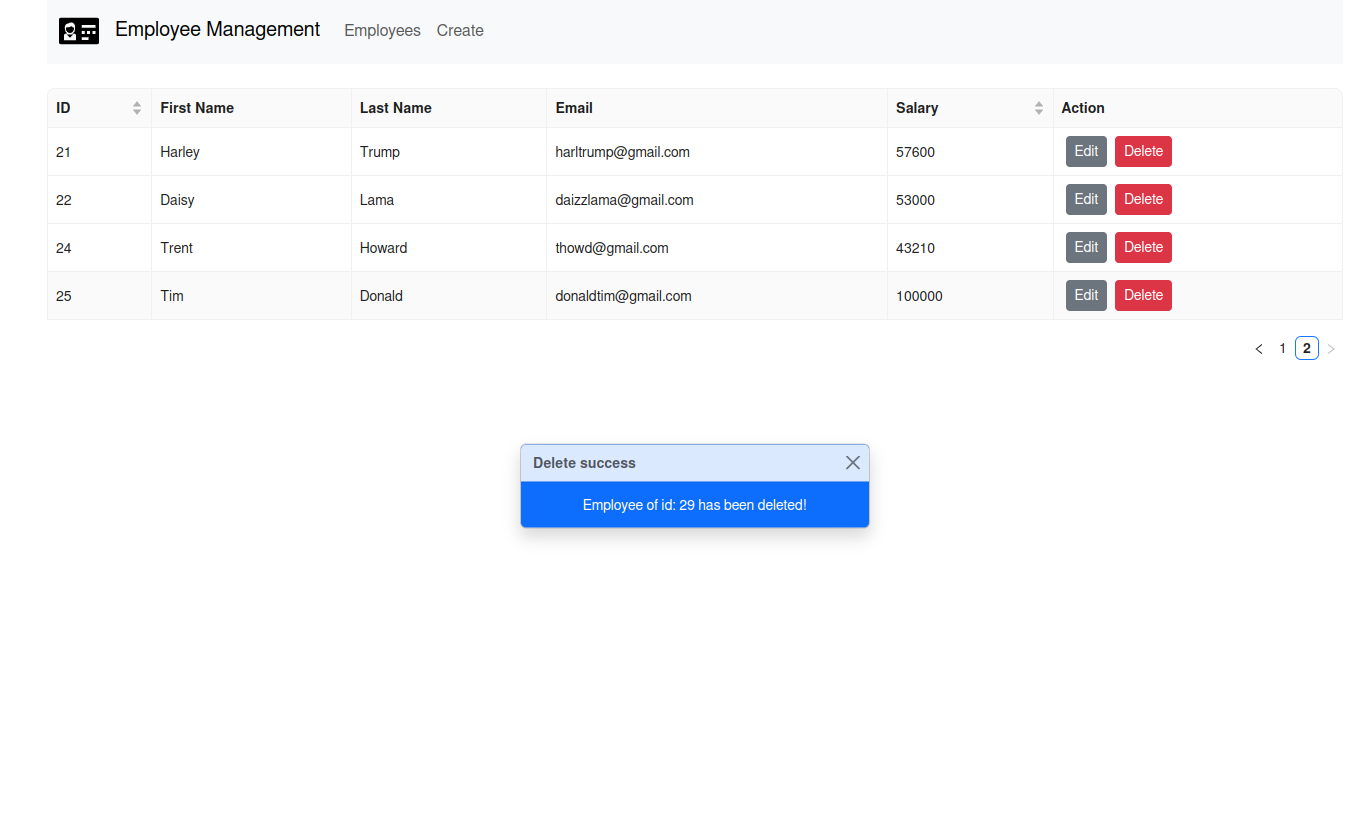 Employee Management Employees Create
ID First Name Last Name Email Salary Action
21 Harley Trump harltrump@gmail.com 57600 Edit Delete
22 Daisy Lama daizzlama@gmail.com 53000 Edit Delete
24 Trent Howard thowd@gmail.com 43210 Edit Delete
25 Tim Donald donaldtim@gmail.com 100000 Edit Delete
< 1 2 >
Delete success
Employee of id: 29 has been deleted!